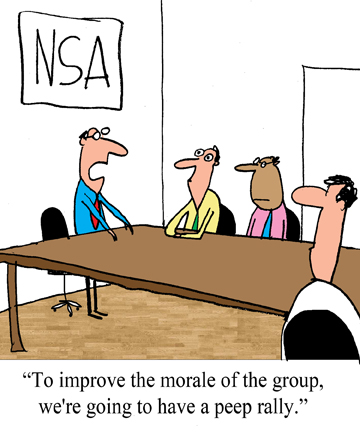 NSA
“To improve the morale of the group,
we're going to have a peep rally.”